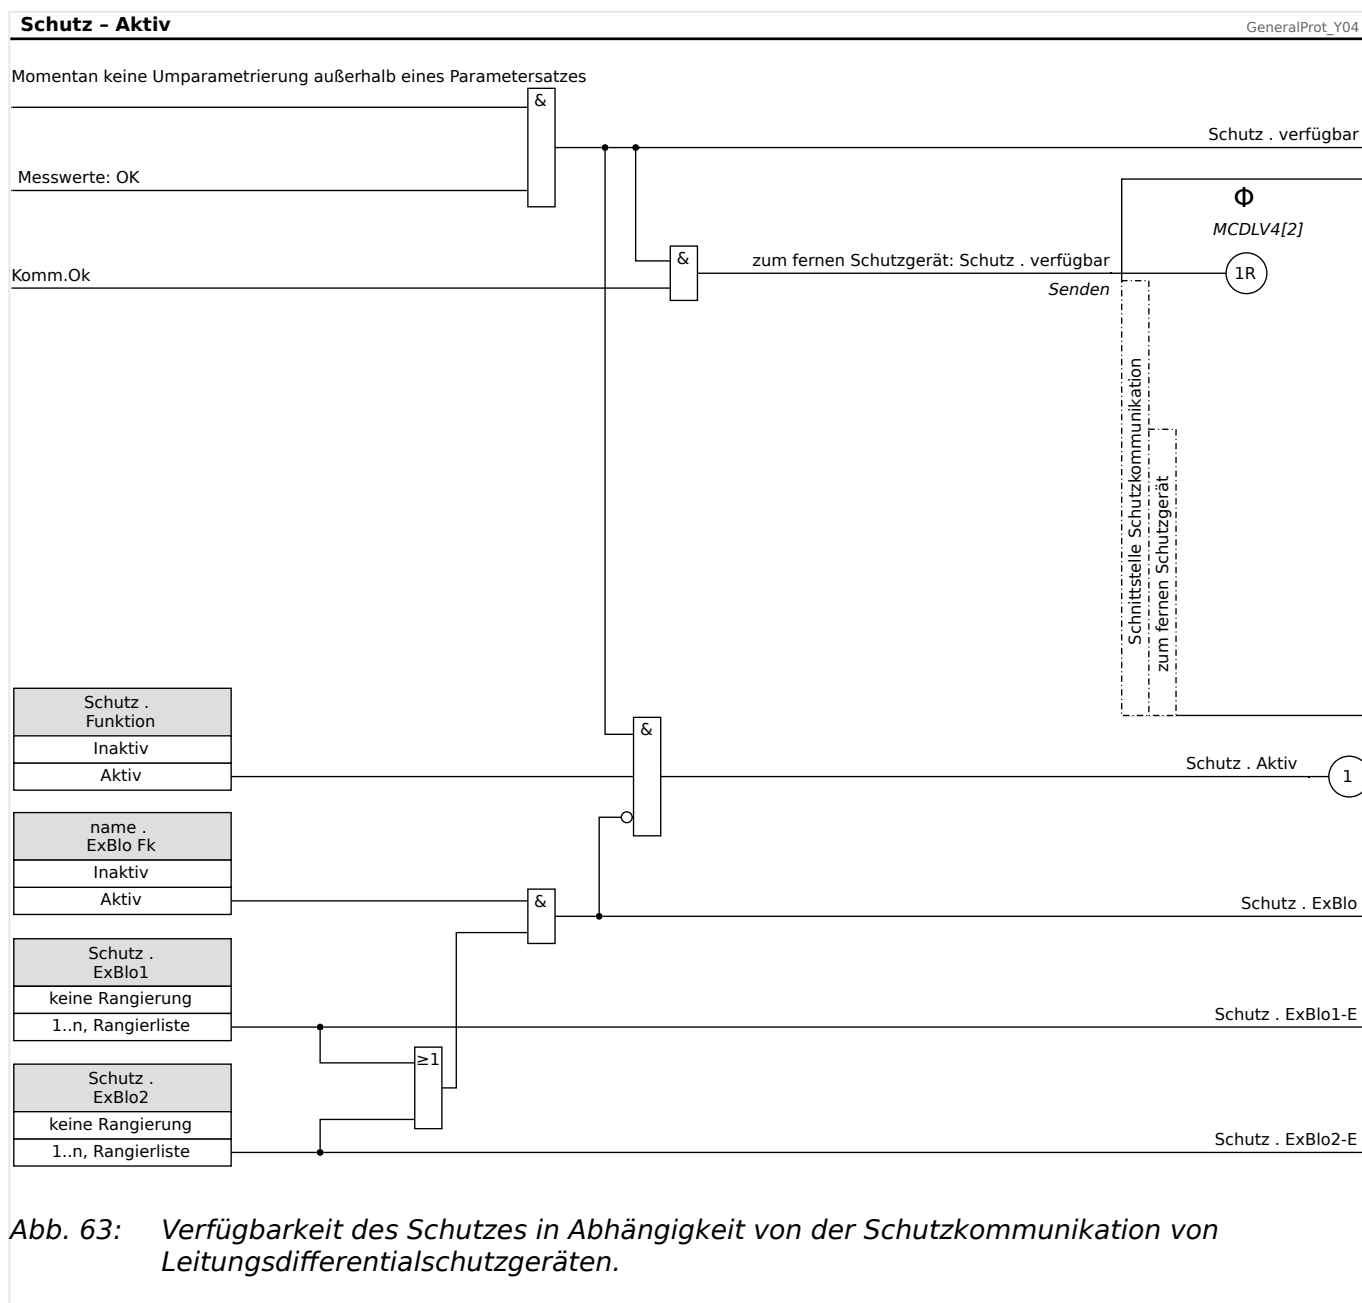 Schutz – Aktiv
GeneralProt_Y04
Momentan keine Umparametrierung außerhalb eines Parametersatzes
&
Schutz . verfügbar
Messwerte: OK
Φ
MCDLV4[2]
&
zum fernen Schutzgerät: Schutz . verfügbar
1R
Komm.Ok
Senden
Schnittstelle Schutzkommunikation
zum fernen Schutzgerät
Schutz .
Funktion
Inaktiv
Aktiv
&
Schutz . Aktiv
1
name .
ExBlo Fk
Inaktiv
Aktiv
&
Schutz . ExBlo
Schutz .
ExBlo1
keine Rangierung
1..n, Rangierliste
Schutz . ExBlo1-E
≥1
Schutz .
ExBlo2
keine Rangierung
1..n, Rangierliste
Schutz . ExBlo2-E
Abb. 63: Verfügbarkeit des Schutzes in Abhängigkeit von der Schutzkommunikation von
Leitungsdifferentialschutzgeräten.